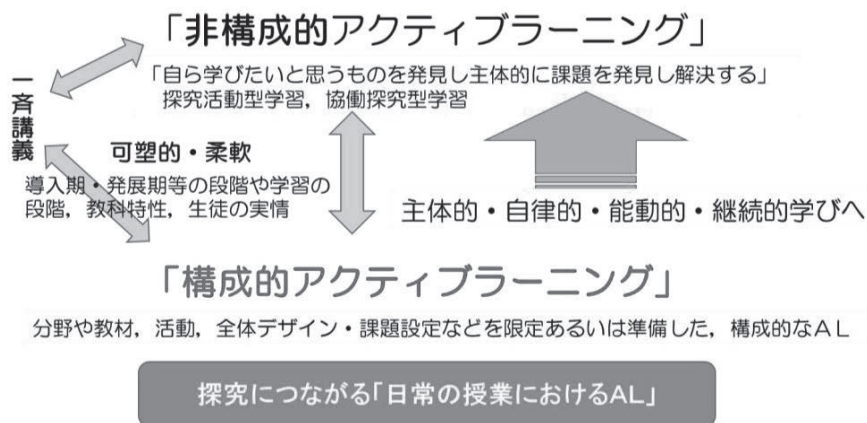 「非構成的アクティブラーニング」
「自ら学びたいと思うものを発見し主体的に課題を発見し解決する」
探究活動型学習，協働探究型学習
一斉講義
可塑的・柔軟
導入期・発展期等の段階や学習の
段階，教科特性，生徒の実情
主体的・自律的・能動的・継続的学びへ
「構成的アクティブラーニング」
分野や教材，活動，全体デザイン・課題設定などを限定あるいは準備した，構成的なＡＬ
探究につながる「日常の授業におけるAL」